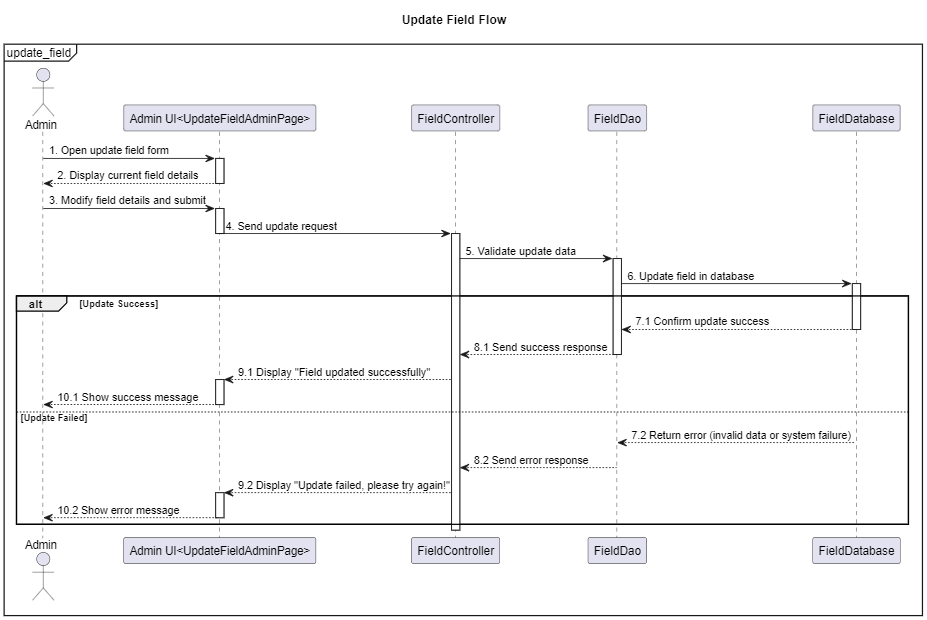 Update Field Flow
update_field
Admin
Admin UI<UpdateFieldAdminPage>
FieldController
FieldDao
FieldDatabase
1. Open update field form
2. Display current field details
3. Modify field details and submit
4. Send update request
5. Validate update data
6. Update field in database
alt
[Update Success]
7.1 Confirm update success
8.1 Send success response
9.1 Display "Field updated successfully"
10.1 Show success message
[Update Failed]
7.2 Return error (invalid data or system failure)
8.2 Send error response
9.2 Display "Update failed, please try again!"
10.2 Show error message
Admin
Admin UI<UpdateFieldAdminPage>
FieldController
FieldDao
FieldDatabase